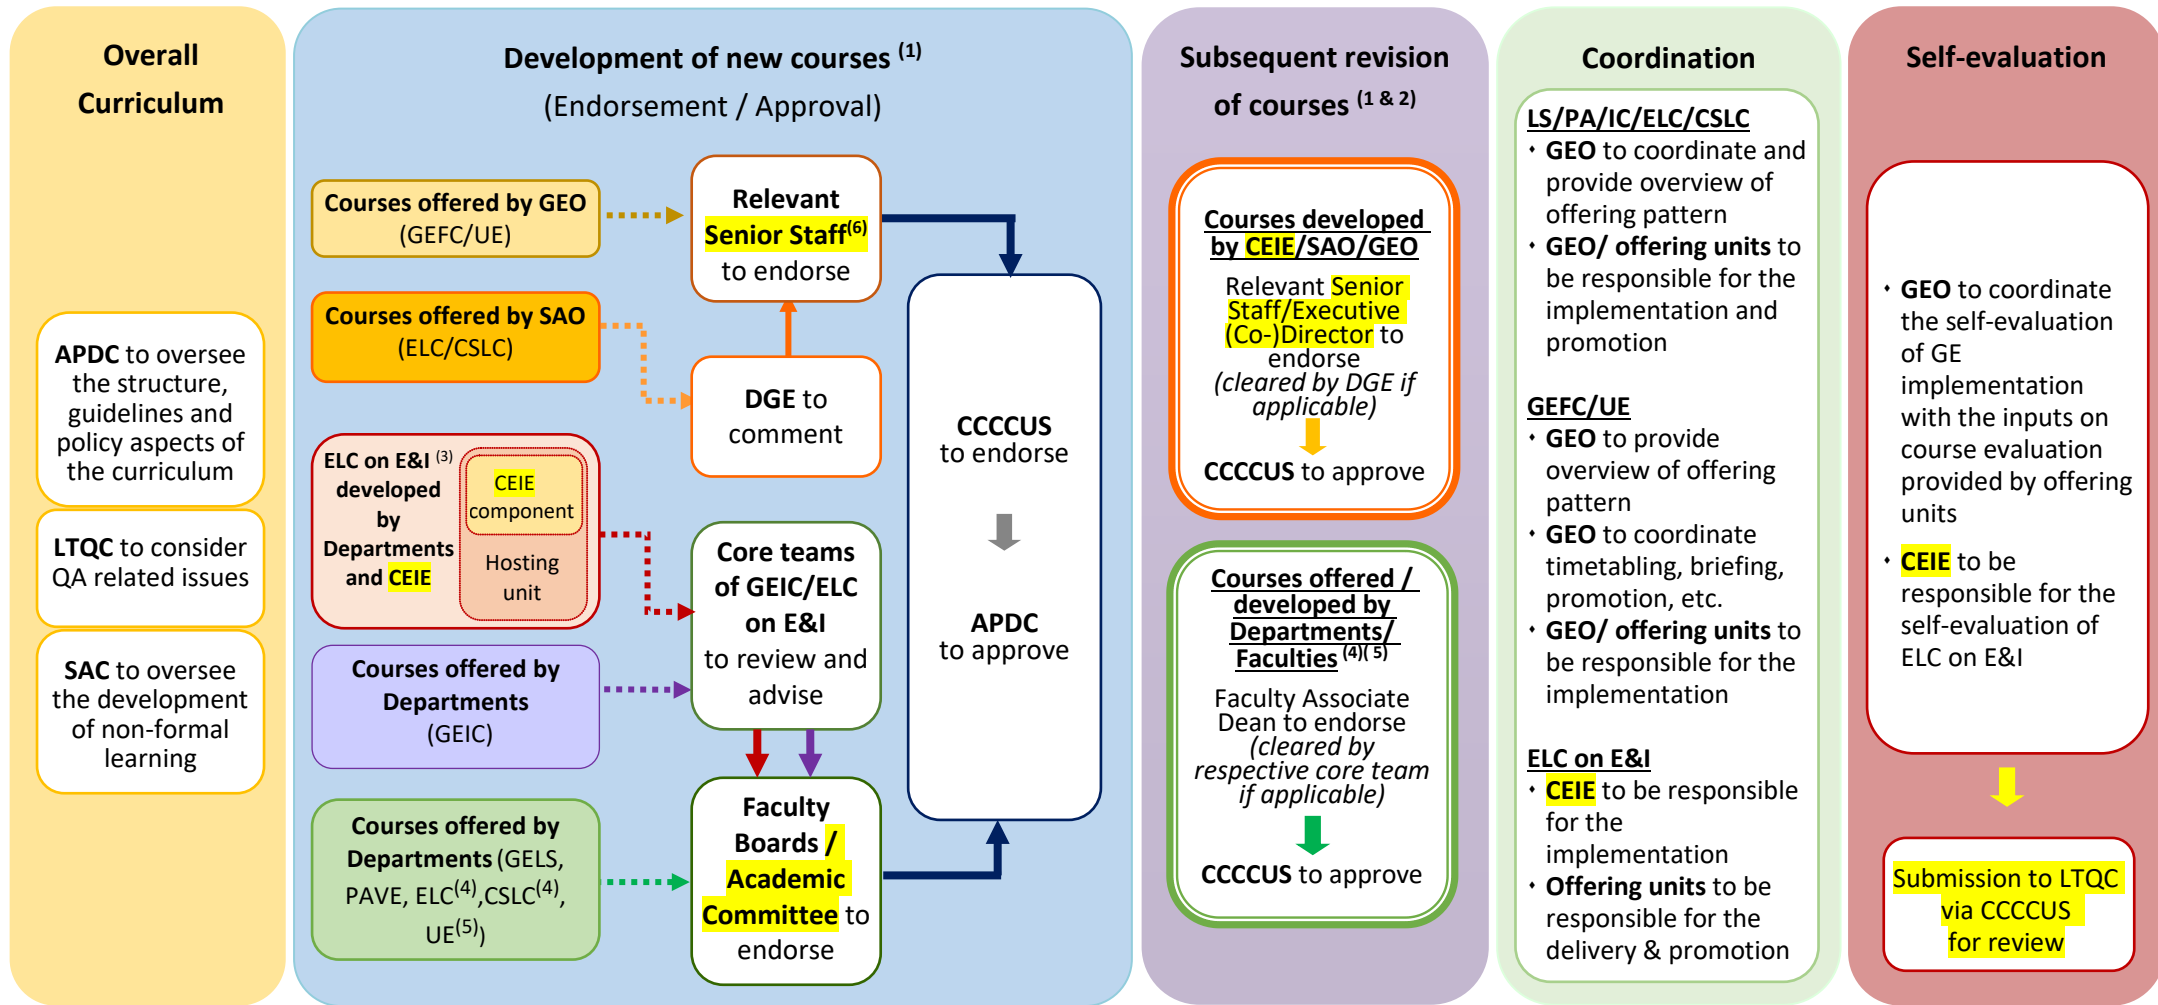 Overall
Curriculum
APDC to oversee
the structure,
guidelines and
policy aspects of
the curriculum
LTQC to consider
QA related issues
SAC to oversee
the development
of non-formal
learning
Development of new courses (1)
(Endorsement / Approval)
Courses offered by GEO
(GEFC/UE)
Courses offered by SAO
(ELC/CSLC)
ELC on E&I (3)
developed
by
Departments
and CEIE
CEIE
component
Hosting
unit
Courses offered by
Departments
(GEIC)
Courses offered by
Departments (GELS,
PAVE, ELC(4),CSLC(4),
UE(5))
Relevant
Senior Staff(6)
to endorse
DGE to
comment
Core teams
of GEIC/ELC
on E&I
to review and
advise
Faculty
Boards /
Academic
Committee to
endorse
CCCCUS
to endorse
APDC
to approve
Subsequent revision
of courses (1 & 2)
Courses developed
by CEIE/SAO/GEO
Relevant Senior
Staff/Executive
(Co-)Director to
endorse
(cleared by DGE if
applicable)
CCCCUS to approve
Courses offered /
developed by
Departments/
Faculties (4)( 5)
Faculty Associate
Dean to endorse
(cleared by
respective core team
if applicable)
CCCCUS to approve
Coordination
LS/PA/IC/ELC/CSLC
• GEO to coordinate and
provide overview of
offering pattern
• GEO/ offering units to
be responsible for the
implementation and
promotion
GEFC/UE
• GEO to provide
overview of offering
pattern
• GEO to coordinate
timetabling, briefing,
promotion, etc.
• GEO/ offering units to
be responsible for the
implementation
ELC on E&I
• CEIE to be responsible
for the
implementation
• Offering units to be
responsible for the
delivery & promotion
Self-evaluation
• GEO to coordinate
the self-evaluation
of GE
implementation
with the inputs on
course evaluation
provided by offering
units
• CEIE to be
responsible for the
self-evaluation of
ELC on E&I
Submission to LTQC
via CCCCUS
for review